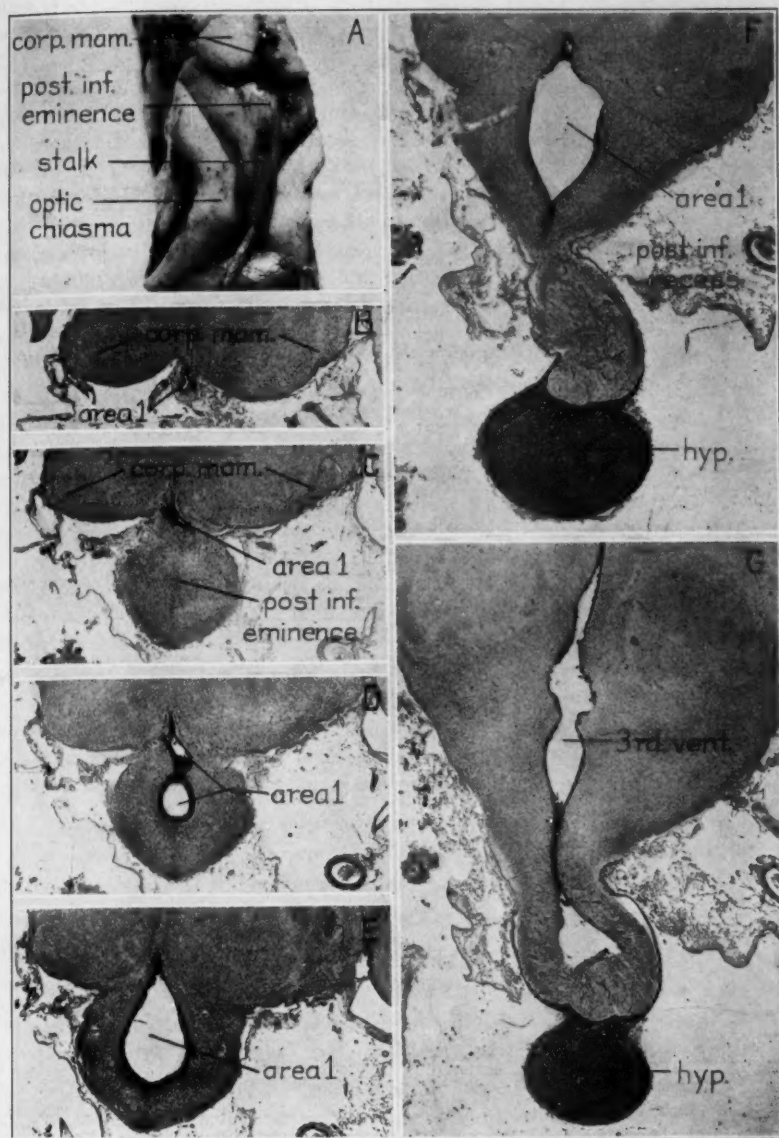 A
corp. mam.
post. inf.
eminence
stalk
optic
chiasma
B
corp. mam.
area 1
C
corp. mam.
area 1
post inf.
eminence
D
area 1
E
area 1
F
area 1
post inf.
recess
hyp.
G
3rd. vent.
hyp.